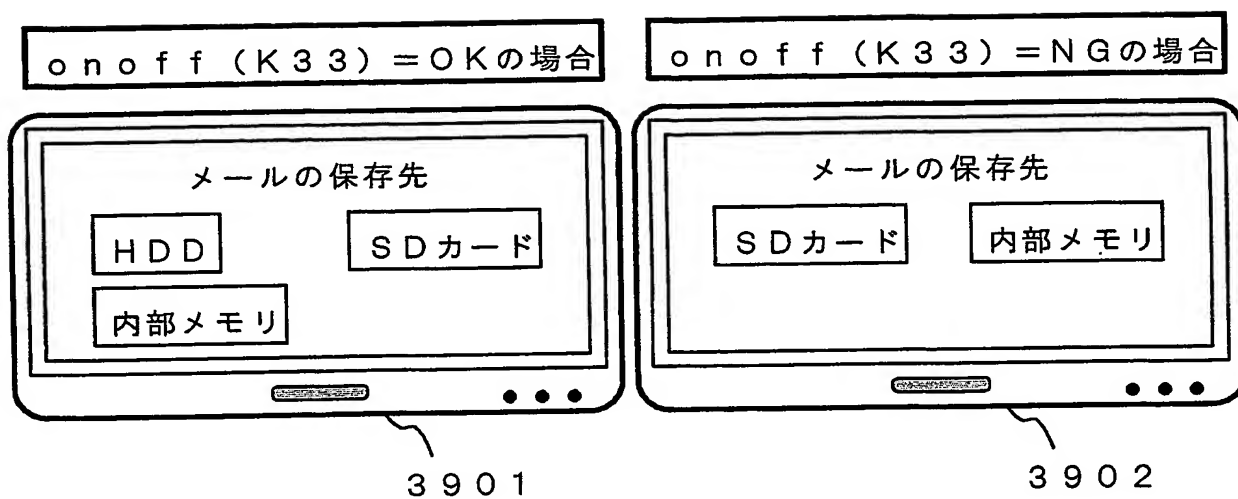 onoff(K33)=OKの場合
メールの保存先
HDD
SDカード
内部メモリ
3901
onoff(K33)=NGの場合
メールの保存先
SDカード
内部メモリ
3902